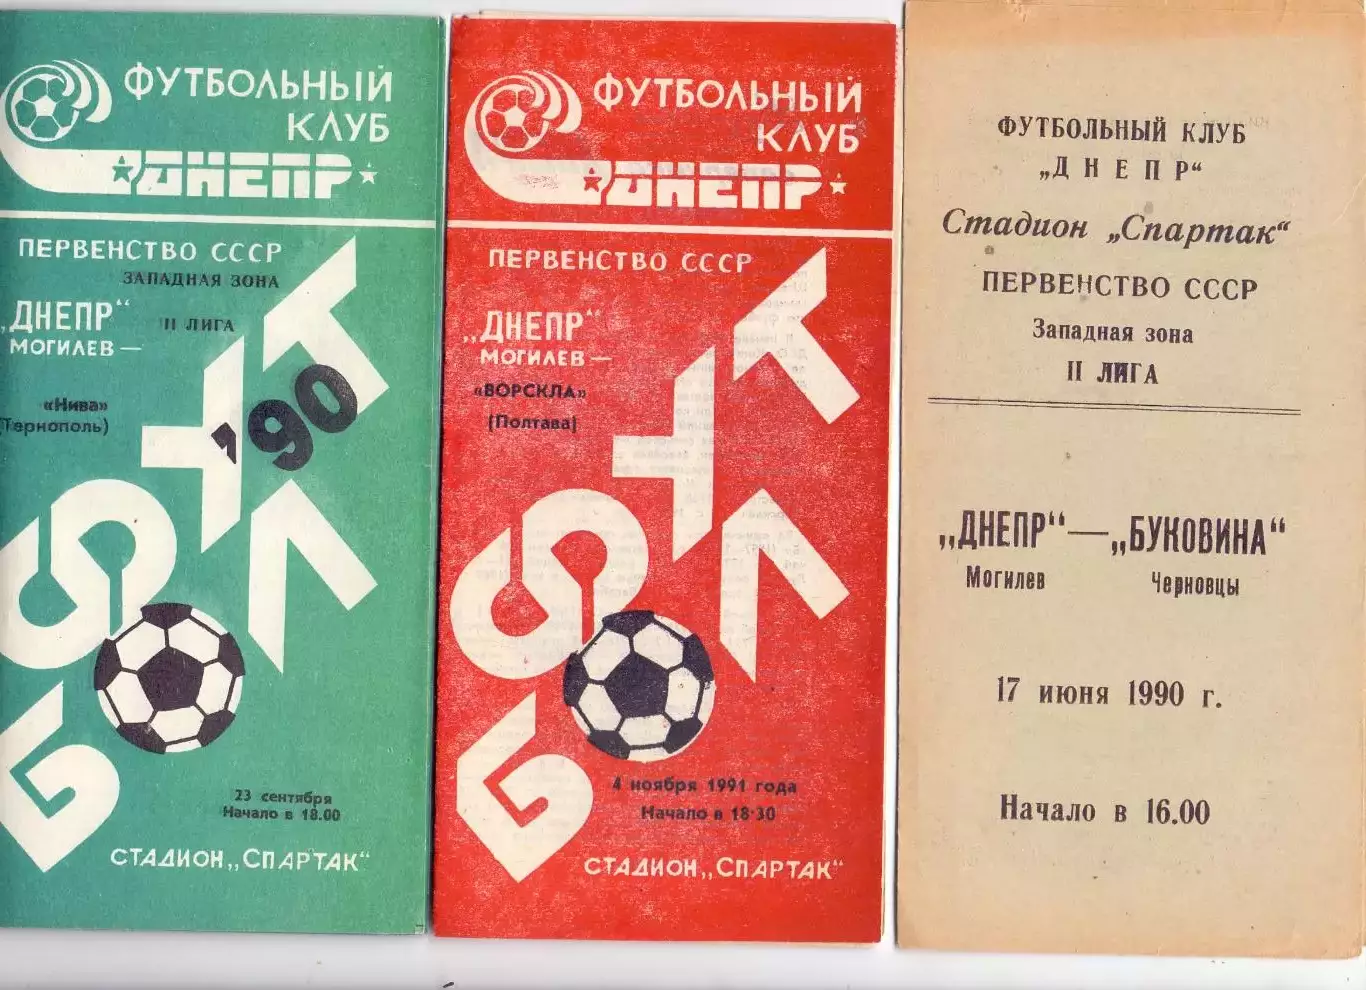 ФУТБОЛЬНЫЙ
КЛУБ
ДНЕПР
ПЕРВЕНСТВО СССР
ЗАПАДНАЯ ЗОНА
„ДНЕПР“
II ЛИГА
МОГИЛЕВ —
«Нива»
(Тернополь)
'90
ФУТБОЛ
23 сентября
Начало в 18.00
СТАДИОН „СПАРТАК“
ФУТБОЛЬНЫЙ
КЛУБ
ДНЕПР
ПЕРВЕНСТВО СССР
„ДНЕПР“
МОГИЛЕВ —
«ВОРСКЛА»
(Полтава)
ФУТБОЛ
4 ноября 1991 года
Начало в 18·30
СТАДИОН „СПАРТАК“
ФУТБОЛЬНЫЙ КЛУБ
„ДНЕПР“
Стадион „Спартак“
ПЕРВЕНСТВО СССР
Западная зона
II ЛИГА
„ДНЕПР“ — „БУКОВИНА“
Могилев Черновцы
17 июня 1990 г.
Начало в 16.00